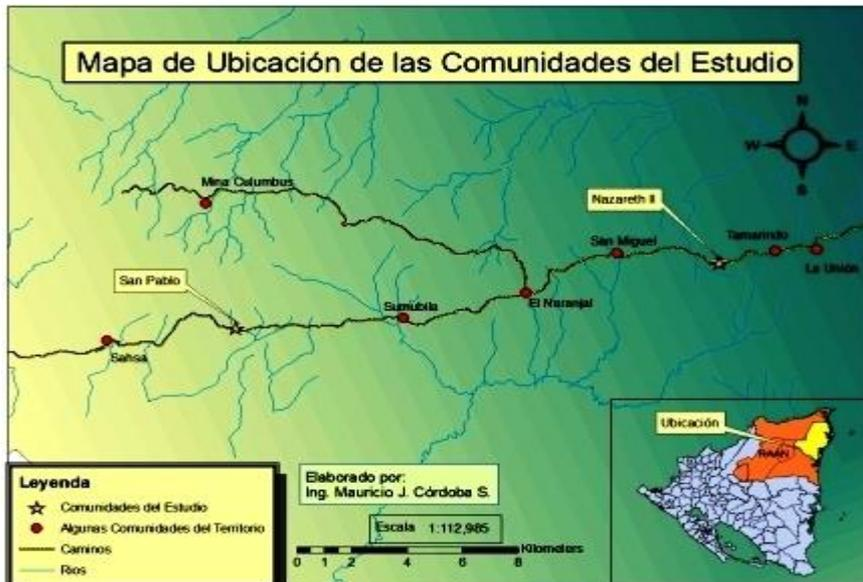 Mapa de Ubicación de las Comunidades del Estudio
N
W E
S
Mina Columbus
Nazareth II
San Miguel
Tamarindo
La Unión
San Pablo
El Naranjal
Sumubila
Sahsa
Ubicación
RAAN
Leyenda
Comunidades del Estudio
Algunas Comunidades del Territorio
Caminos
Rios
Elaborado por:
Ing. Mauricio J. Córdoba S.
Escala 1:112,985
0 1 2 4 6 8 Kilometers